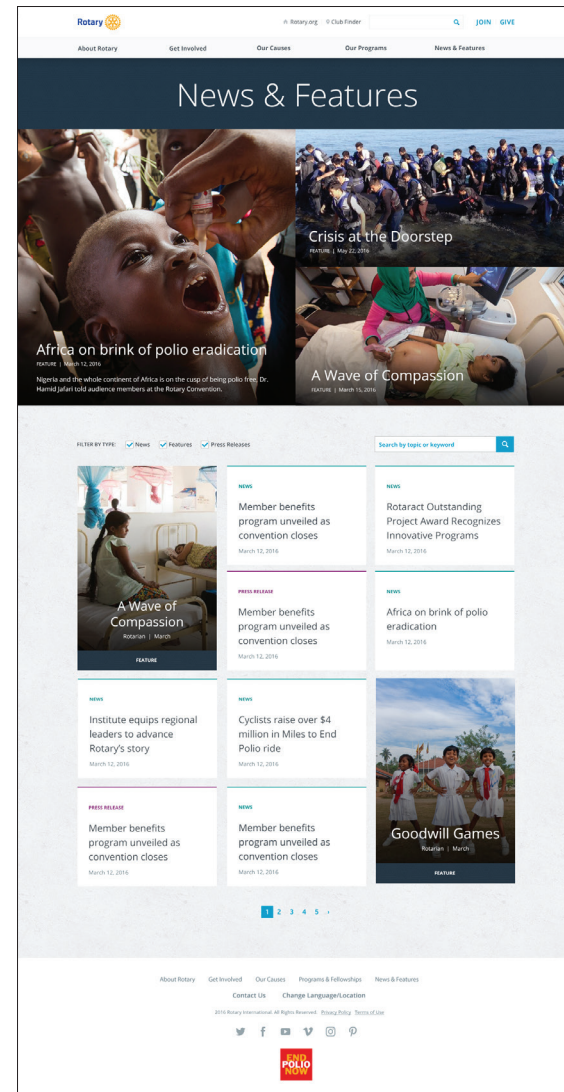 Rotary
Rotary.org
Club Finder
JOIN
GIVE
About Rotary
Get Involved
Our Causes
Our Programs
News & Features
News & Features
Africa on brink of polio eradication
FEATURE | March 12, 2016
Nigeria and the whole continent of Africa is on the cusp of being polio free, Dr.
Hamid Jafari told audience members at the Rotary Convention.
Crisis at the Doorstep
FEATURE | May 22, 2016
A Wave of Compassion
FEATURE | March 15, 2016
FILTER BY TYPE:
News
Features
Press Releases
Search by topic or keyword
A Wave of
Compassion
Rotarian | March
FEATURE
NEWS
Member benefits
program unveiled as
convention closes
March 12, 2016
NEWS
Rotaract Outstanding
Project Award Recognizes
Innovative Programs
March 12, 2016
PRESS RELEASE
Member benefits
program unveiled as
convention closes
March 12, 2016
NEWS
Africa on brink of polio
eradication
March 12, 2016
NEWS
Institute equips regional
leaders to advance
Rotary's story
March 12, 2016
NEWS
Cyclists raise over $4
million in Miles to End
Polio ride
March 12, 2016
Goodwill Games
Rotarian | March
FEATURE
PRESS RELEASE
Member benefits
program unveiled as
convention closes
March 12, 2016
NEWS
Member benefits
program unveiled as
convention closes
March 12, 2016
1 2 3 4 5 ›
About Rotary
Get Involved
Our Causes
Programs & Fellowships
News & Features
Contact Us
Change Language/Location
2016 Rotary International. All Rights Reserved. Privacy Policy Terms of Use
END
POLIO
NOW